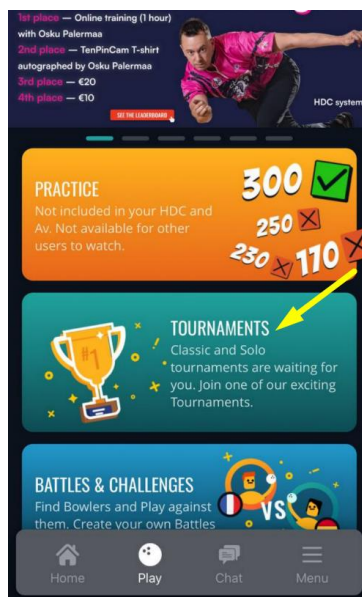 1st place — Online training (1 hour)
with Osku Palermaa
2nd place — TenPinCam T-shirt
autographed by Osku Palermaa
3rd place — €20
4th place — €10
HDC system
SEE THE LEADERBOARD
PRACTICE
Not included in your HDC and
Av. Not available for other
users to watch.
300
250
230
170
TOURNAMENTS
Classic and Solo
tournaments are waiting for
you. Join one of our exciting
Tournaments.
#1
BATTLES & CHALLENGES
Find Bowlers and Play against
them. Create your own Battles
VS
Home
Play
Chat
Menu